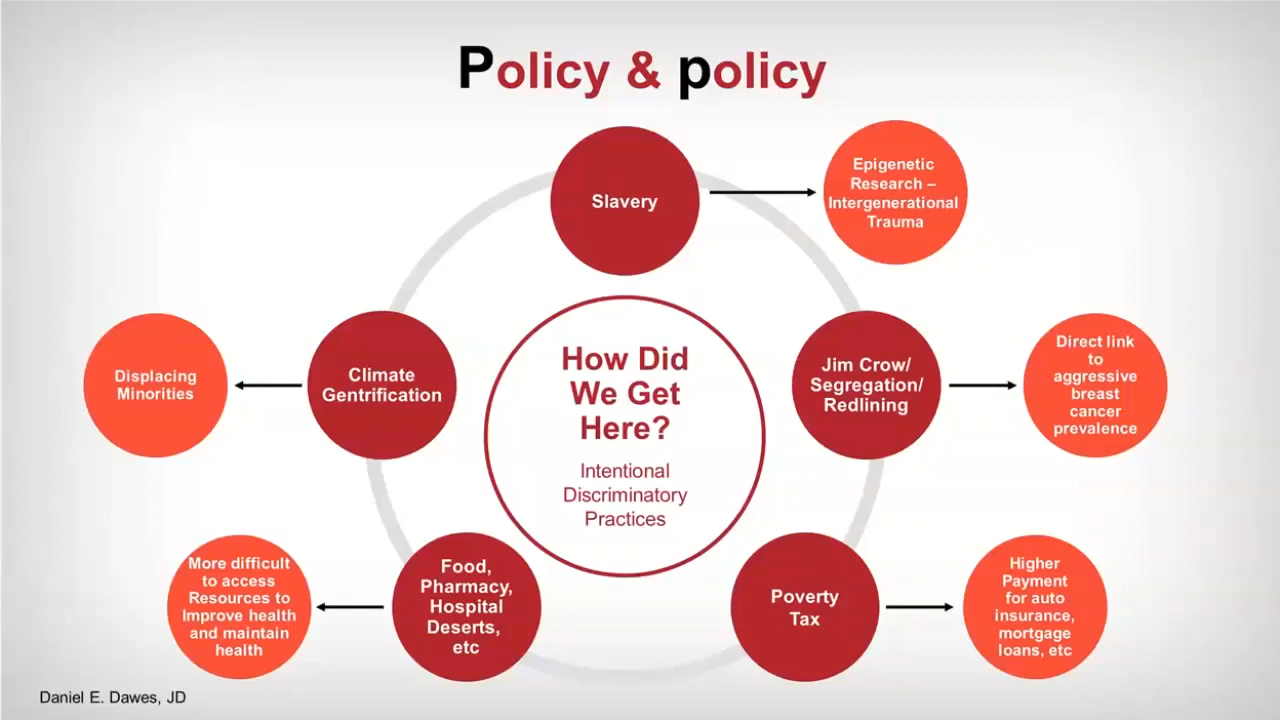 Policy & policy
Slavery
Epigenetic
Research –
Intergenerational
Trauma
Displacing
Minorities
Climate
Gentrification
How Did
We Get
Here?
Intentional
Discriminatory
Practices
Jim Crow/
Segregation/
Redlining
Direct link
to
aggressive
breast
cancer
prevalence
More difficult
to access
Resources to
Improve health
and maintain
health
Food,
Pharmacy,
Hospital
Deserts,
etc
Poverty
Tax
Higher
Payment
for auto
insurance,
mortgage
loans, etc
Daniel E. Dawes, JD